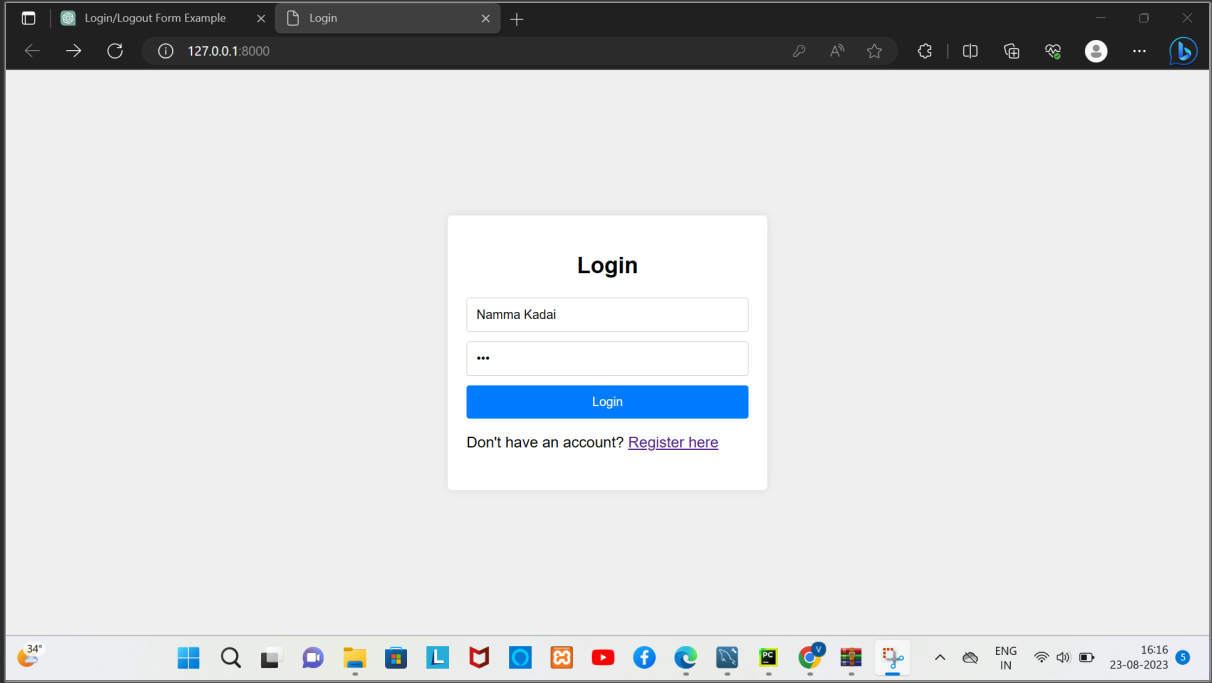 Login/Logout Form Example
Login
127.0.0.1:8000
Login
Namma Kadai
•••
Login
Don't have an account? Register here
34°
L
PC
V
ENG
IN
16:16
23-08-2023
5